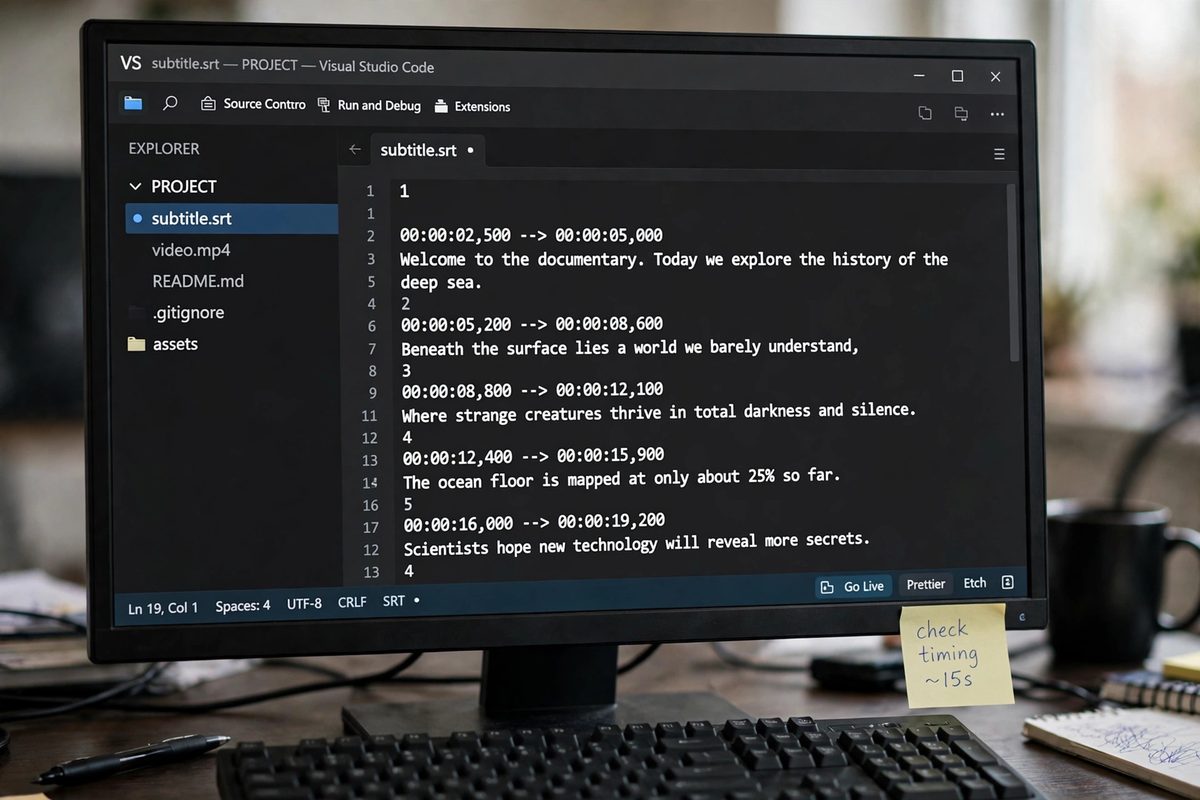 VS subtitle.srt — PROJECT — Visual Studio Code
Source Contro Run and Debug Extensions
EXPLORER
PROJECT
subtitle.srt
video.mp4
README.md
.gitignore
assets
subtitle.srt
1 1
1
2 00:00:02,500 --> 00:00:05,000
3 Welcome to the documentary. Today we explore the history of the
5 deep sea.
4 2
6 00:00:05,200 --> 00:00:08,600
7 Beneath the surface lies a world we barely understand,
8 3
9 00:00:08,800 --> 00:00:12,100
11 Where strange creatures thrive in total darkness and silence.
12 4
13 00:00:12,400 --> 00:00:15,900
14 The ocean floor is mapped at only about 25% so far.
16 5
17 00:00:16,000 --> 00:00:19,200
12 Scientists hope new technology will reveal more secrets.
13 4
Ln 19, Col 1 Spaces: 4 UTF-8 CRLF SRT Go Live Prettier Etch
check
timing
~15s